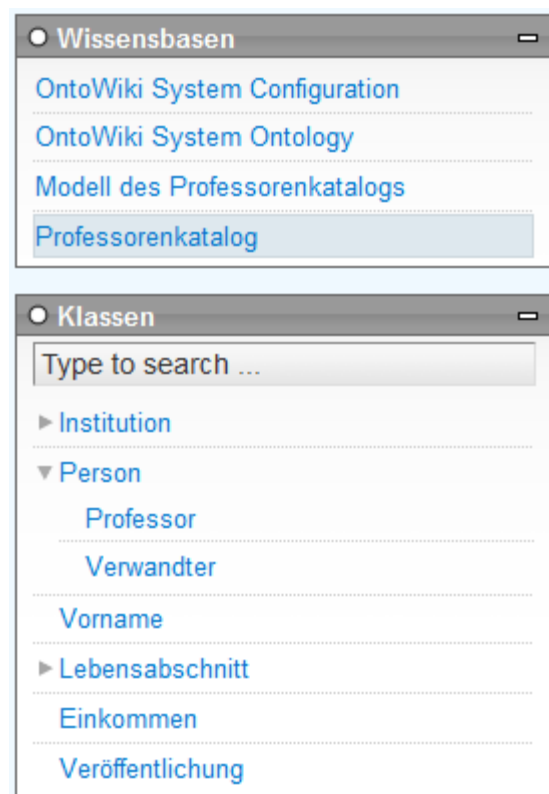 Wissensbasen
OntoWiki System Configuration
OntoWiki System Ontology
Modell des Professorenkatalogs
Professorenkatalog
Klassen
Type to search ...
Institution
Person
Professor
Verwandter
Vorname
Lebensabschnitt
Einkommen
Veröffentlichung